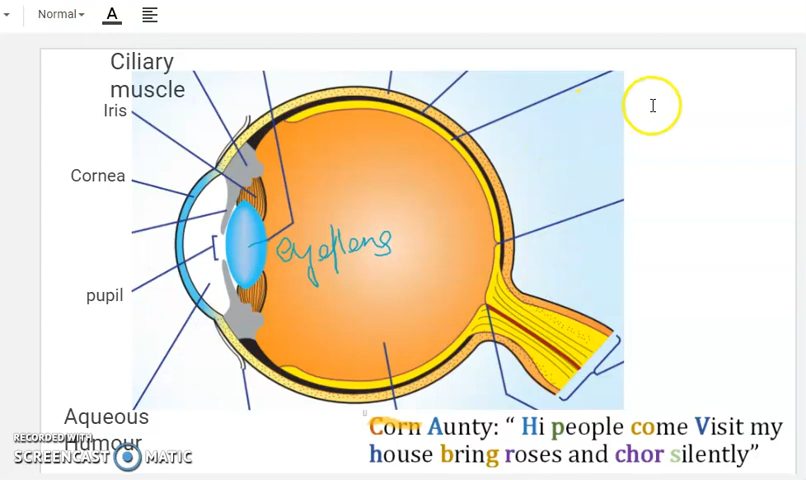 Normal
A
Ciliary
muscle
Iris
Cornea
eyelens
pupil
Aqueous
Humour
Corn Aunty: “ Hi people come Visit my
house bring roses and chor silently”
RECORDED WITH
SCREENCAST MATIC